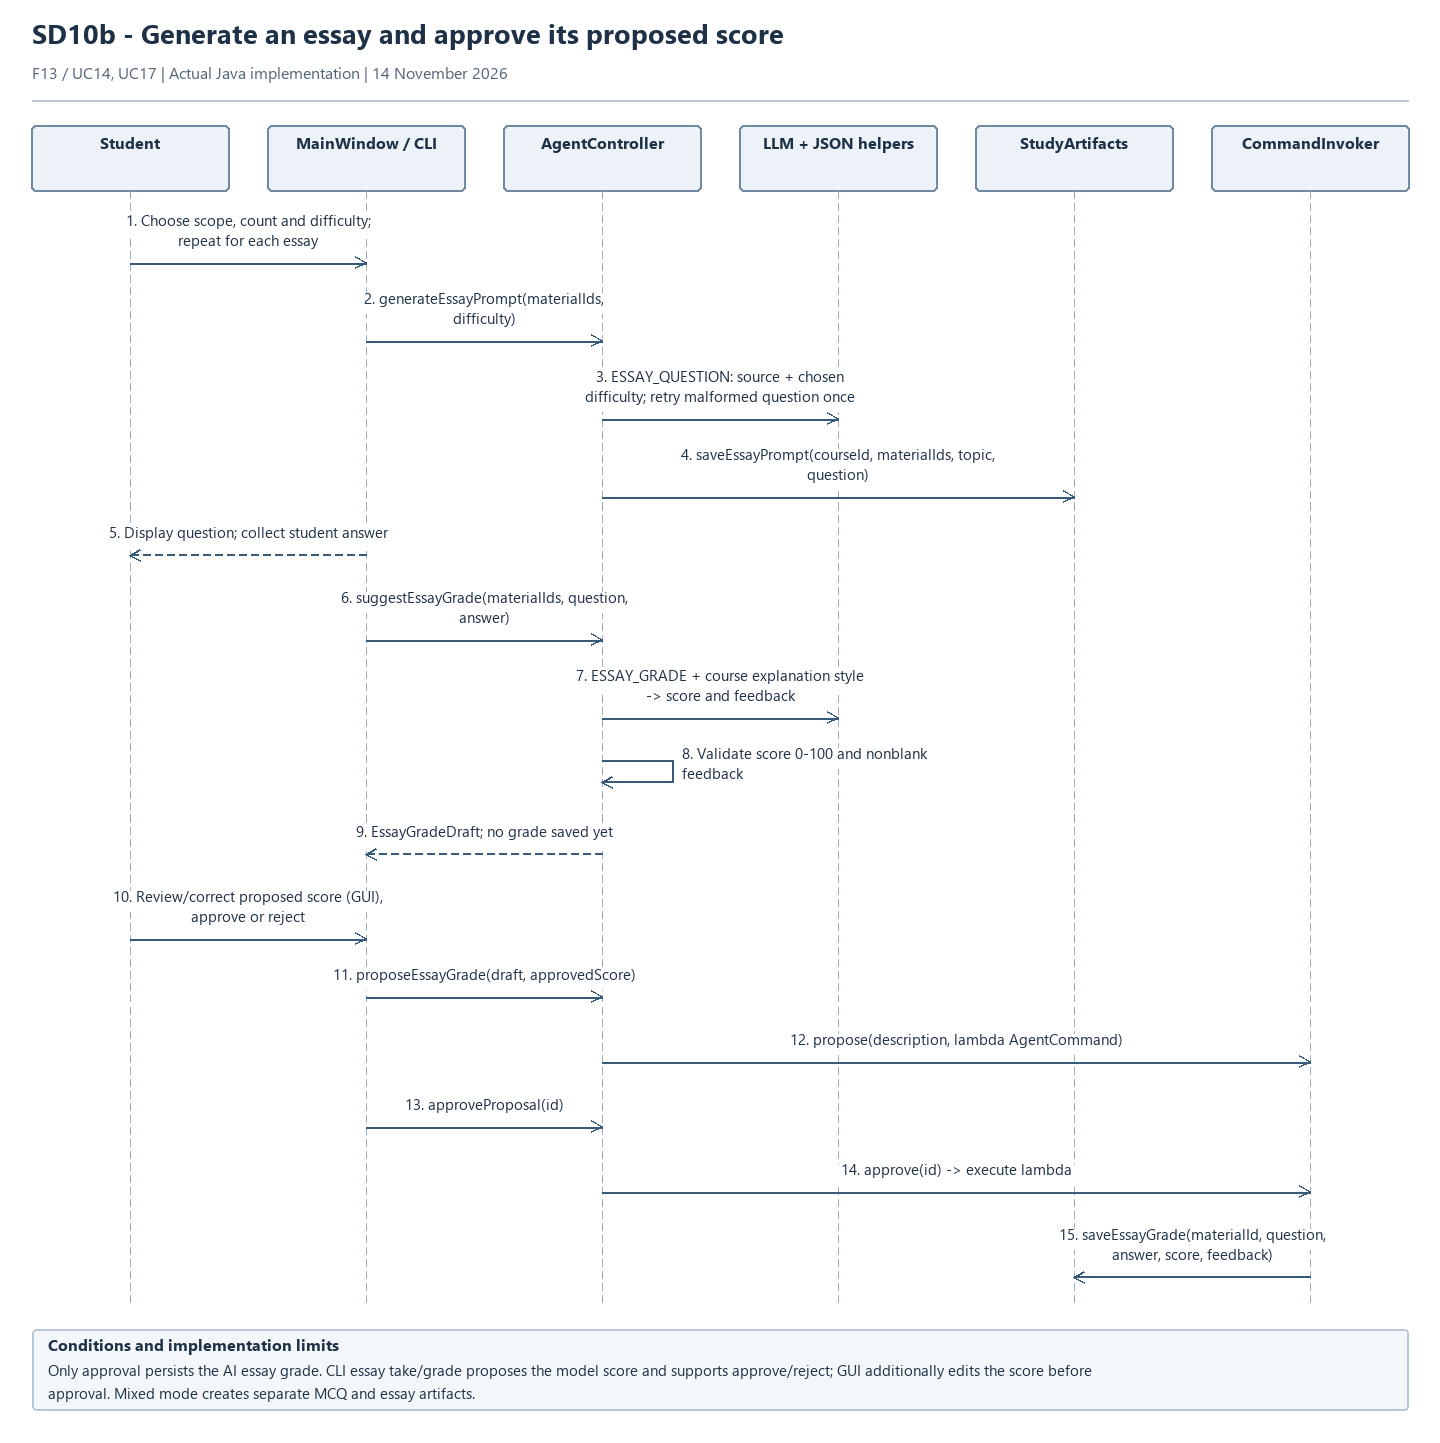 SD10b - Generate an essay and approve its proposed score
F13 / UC14, UC17 | Actual Java implementation | 14 November 2026
Student
MainWindow / CLI
AgentController
LLM + JSON helpers
StudyArtifacts
CommandInvoker
1. Choose scope, count and difficulty;
repeat for each essay
2. generateEssayPrompt(materialIds,
difficulty)
3. ESSAY_QUESTION: source + chosen
difficulty; retry malformed question once
4. saveEssayPrompt(courseId, materialIds, topic,
question)
5. Display question; collect student answer
6. suggestEssayGrade(materialIds, question,
answer)
7. ESSAY_GRADE + course explanation style
-> score and feedback
8. Validate score 0-100 and nonblank
feedback
9. EssayGradeDraft; no grade saved yet
10. Review/correct proposed score (GUI),
approve or reject
11. proposeEssayGrade(draft, approvedScore)
12. propose(description, lambda AgentCommand)
13. approveProposal(id)
14. approve(id) -> execute lambda
15. saveEssayGrade(materialId, question,
answer, score, feedback)
Conditions and implementation limits
Only approval persists the AI essay grade. CLI essay take/grade proposes the model score and supports approve/reject; GUI additionally edits the score before
approval. Mixed mode creates separate MCQ and essay artifacts.